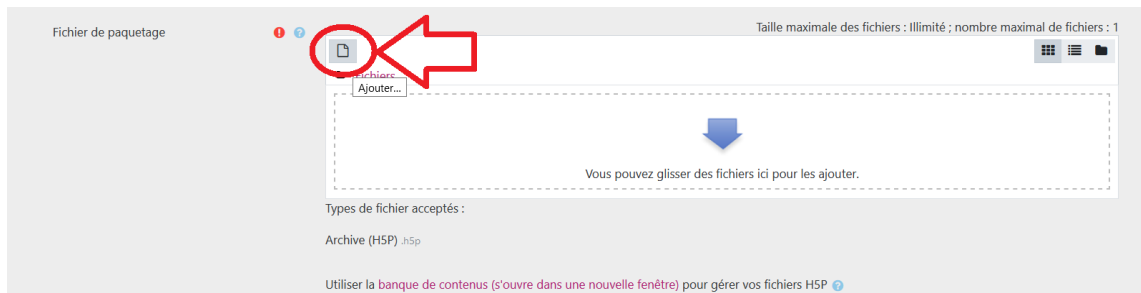 Taille maximale des fichiers : Illimité ; nombre maximal de fichiers : 1
Fichier de paquetage
Fichiers
Ajouter...
Vous pouvez glisser des fichiers ici pour les ajouter.
Types de fichier acceptés :
Archive (H5P) .h5p
Utiliser la banque de contenus (s'ouvre dans une nouvelle fenêtre) pour gérer vos fichiers H5P